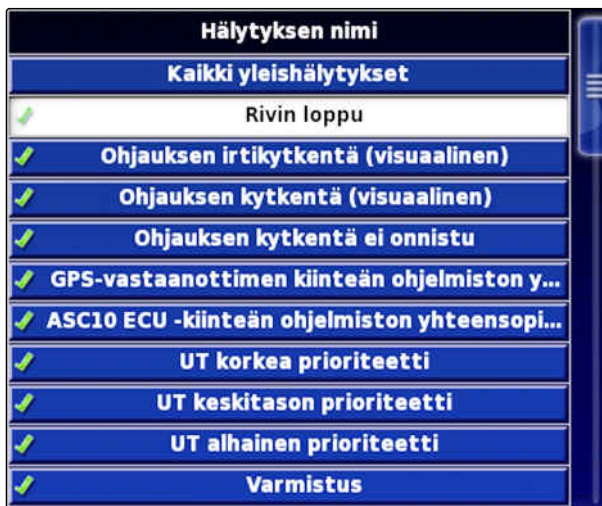 Hälytyksen nimi
Kaikki yleishälytykset
Rivin loppu
Ohjauksen irtikytkentä (visuaalinen)
Ohjauksen kytkentä (visuaalinen)
Ohjauksen kytkentä ei onnistu
GPS-vastaanottimen kiinteän ohjelmiston y...
ASC10 ECU -kiinteän ohjelmiston yhteensopi...
UT korkea prioriteetti
UT keskitason prioriteetti
UT alhainen prioriteetti
Varmistus